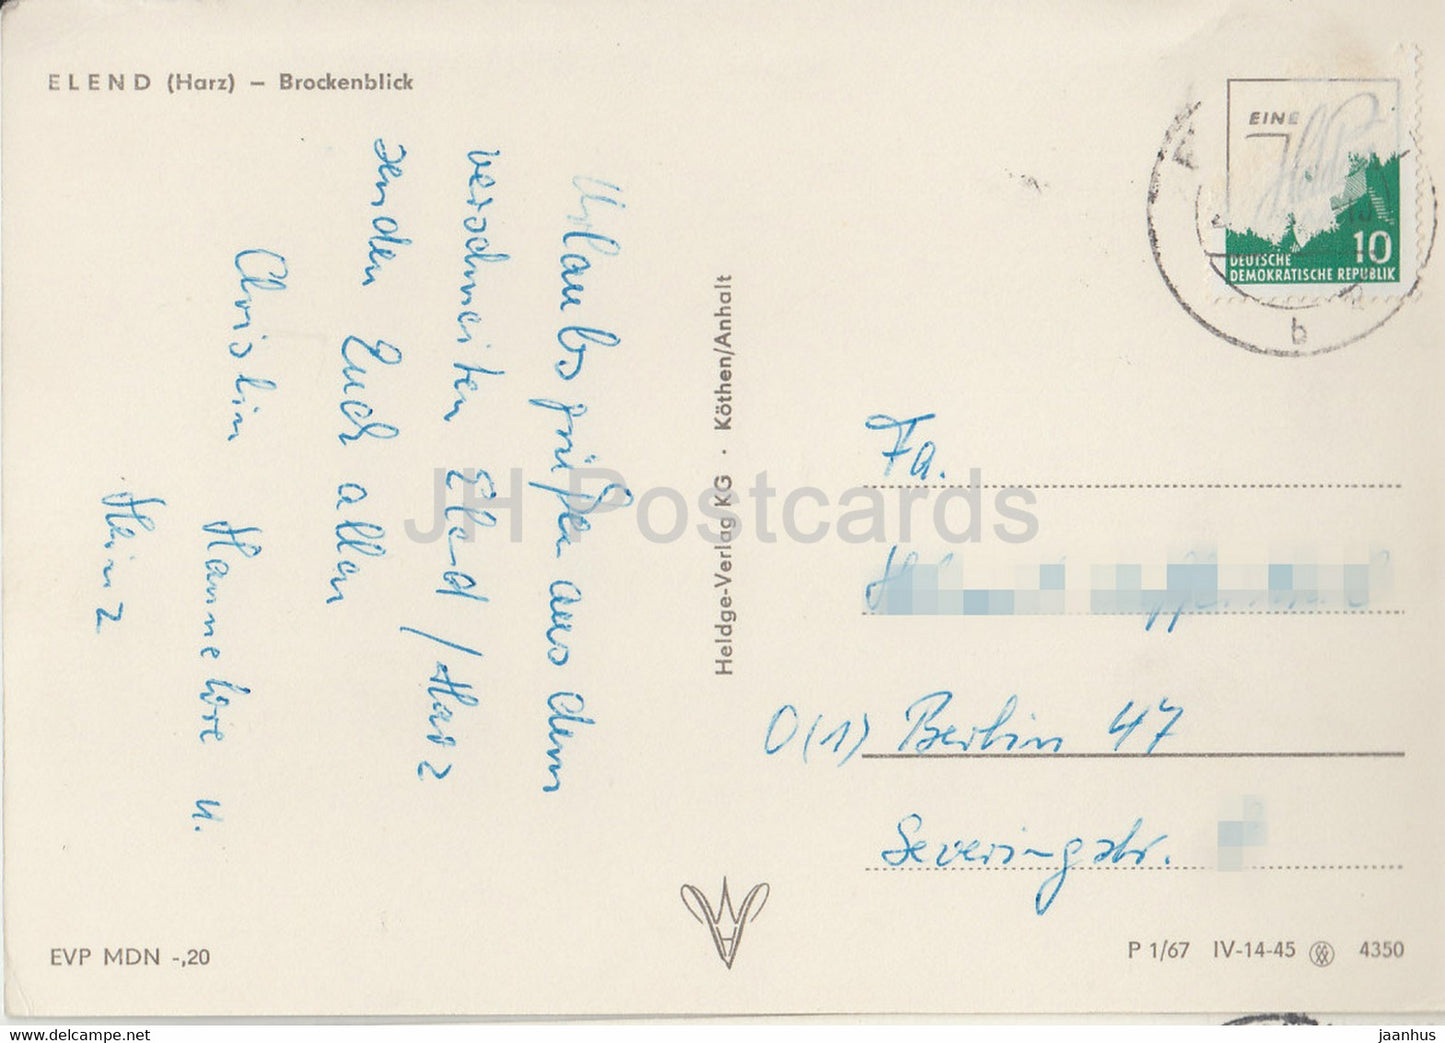 ELEND (Harz) – Brockenblick
Urlaubsgrüße aus dem
verschneiten Elend/Harz
senden Euch allen
Christin Hannelore u.
Heinz
EVP MDN -,20
Heldge-Verlag KG · Köthen/Anhalt
EINE
10
DEUTSCHE
DEMOKRATISCHE REPUBLIK
b
Fa.
O(1) Berlin 47
Severingstr.
P 1/67 IV-14-45 4350
JH Postcards
www.delcampe.net
jaanhus